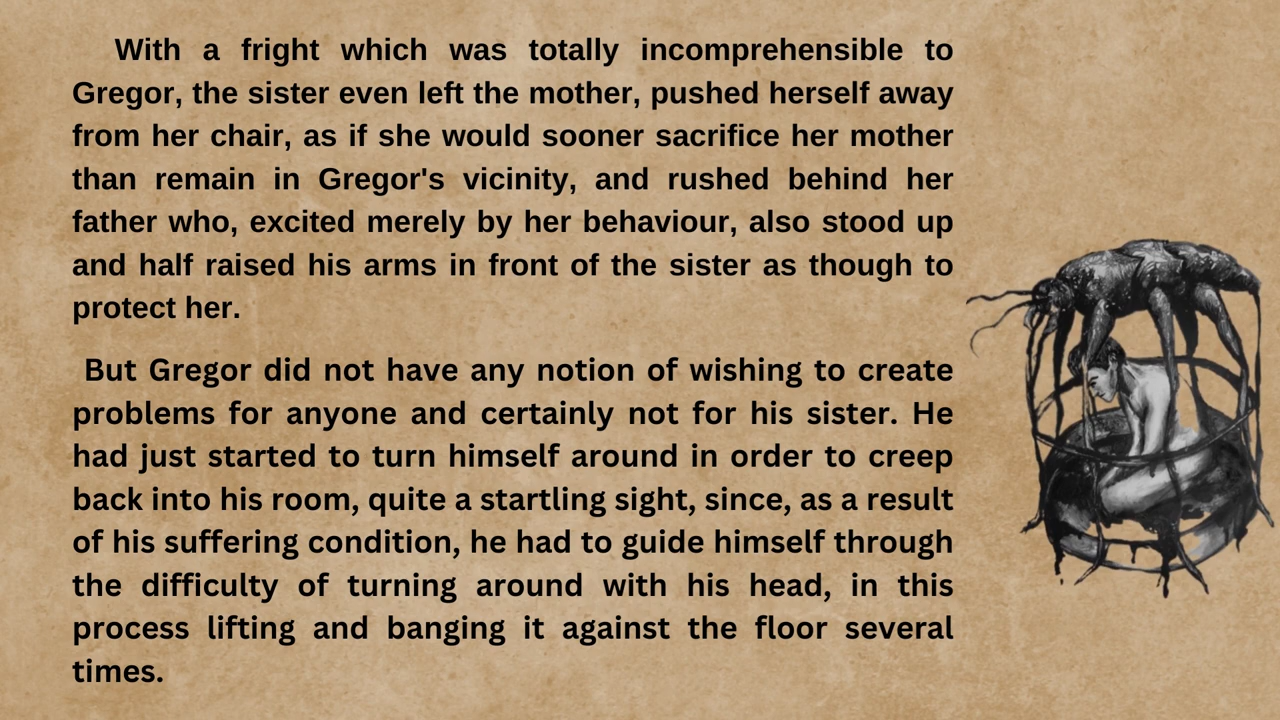 With a fright which was totally incomprehensible to
Gregor, the sister even left the mother, pushed herself away
from her chair, as if she would sooner sacrifice her mother
than remain in Gregor's vicinity, and rushed behind her
father who, excited merely by her behaviour, also stood up
and half raised his arms in front of the sister as though to
protect her.
But Gregor did not have any notion of wishing to create
problems for anyone and certainly not for his sister. He
had just started to turn himself around in order to creep
back into his room, quite a startling sight, since, as a result
of his suffering condition, he had to guide himself through
the difficulty of turning around with his head, in this
process lifting and banging it against the floor several
times.